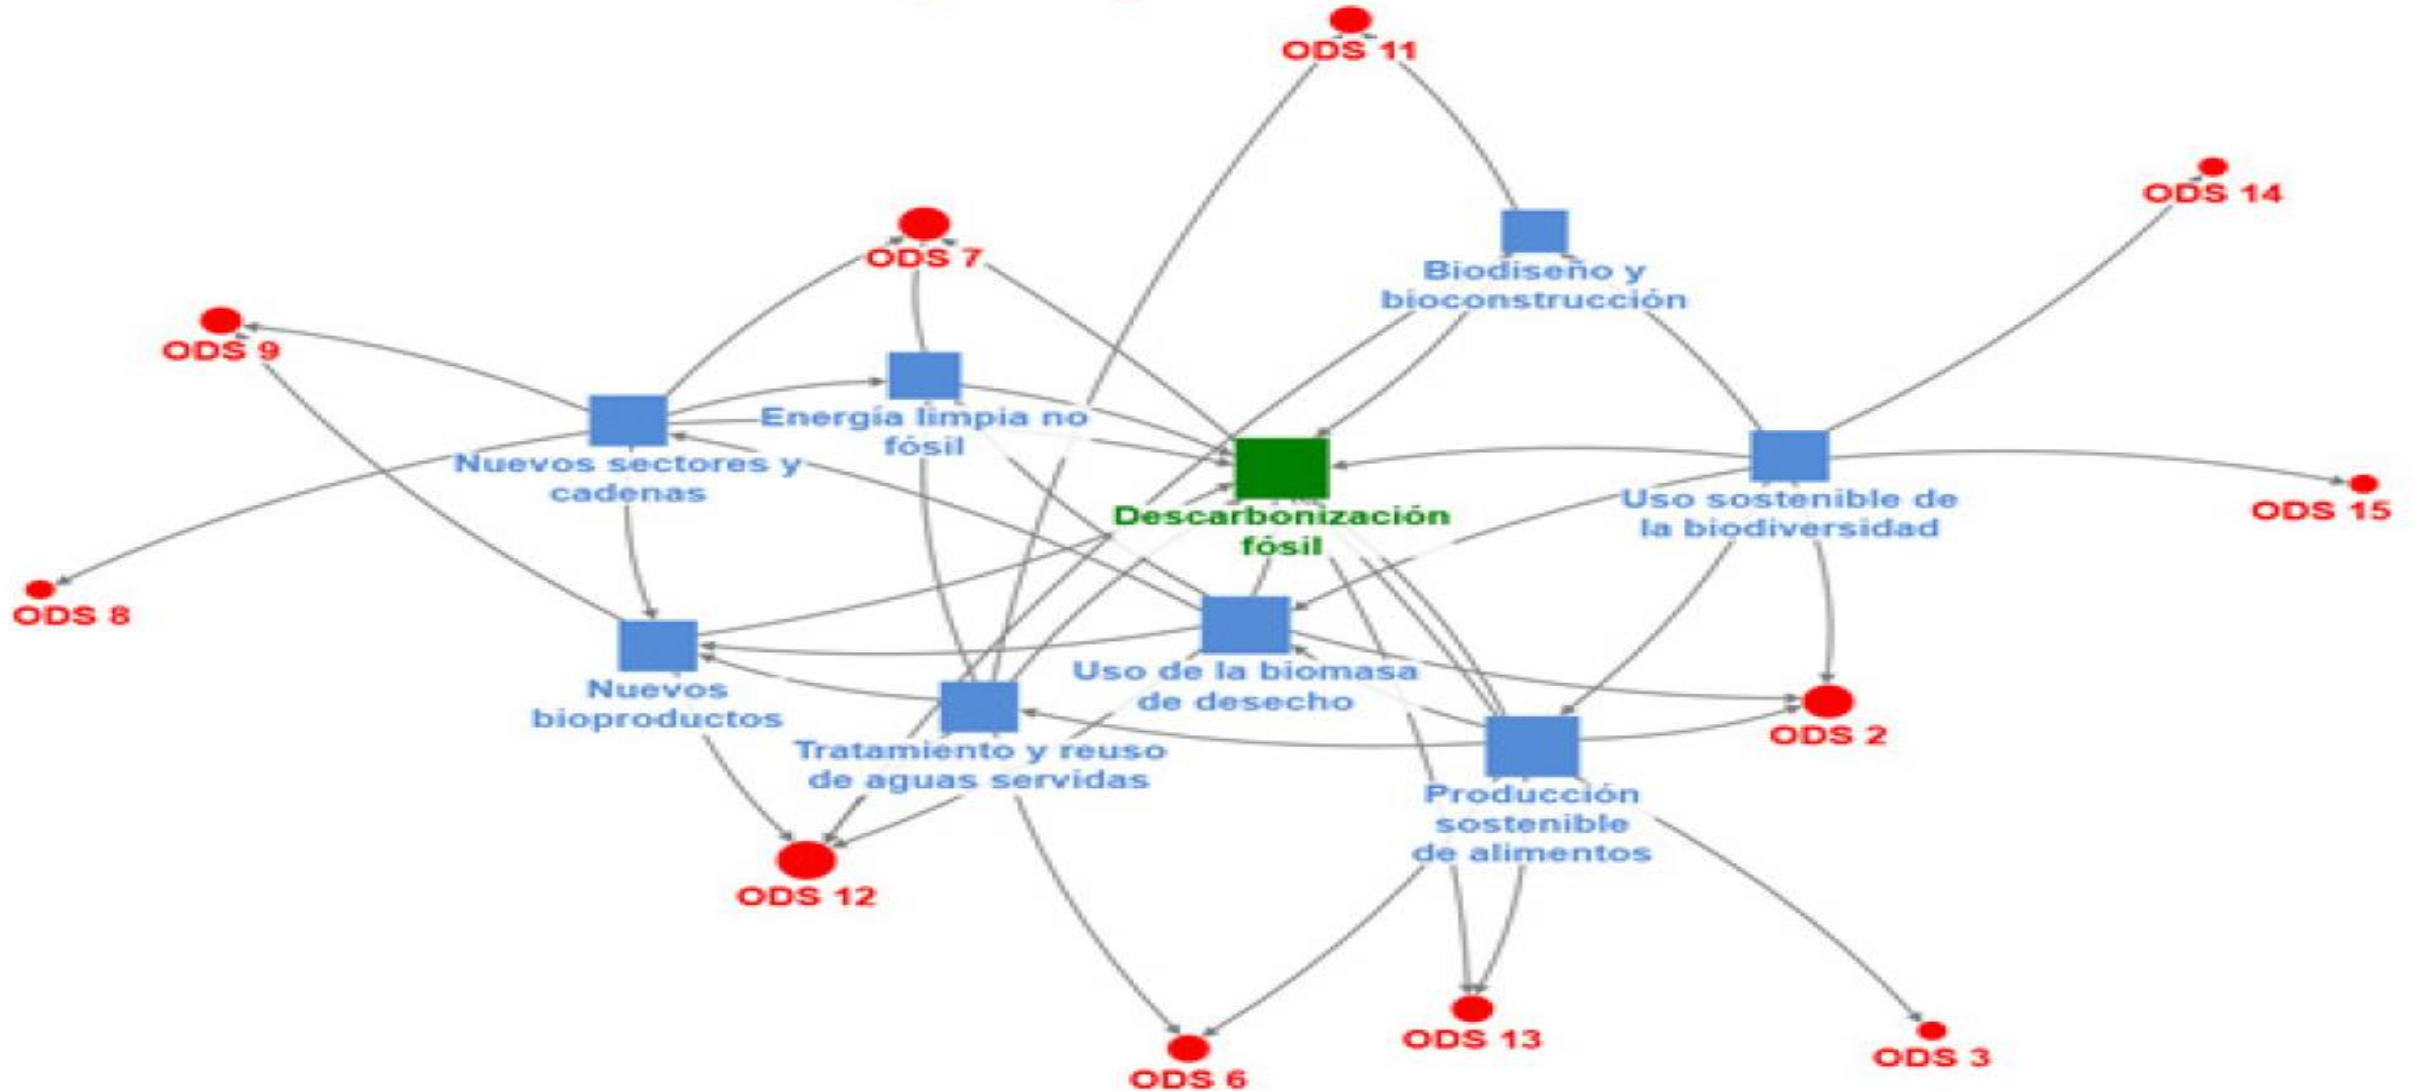 ODS 11
ODS 14
ODS 7
Biodiseño y
bioconstrucción
ODS 9
Energía limpia no
fósil
Nuevos sectores y
cadenas
Descarbonización
fósil
Uso sostenible de
la biodiversidad
ODS 15
ODS 8
Nuevos
bioproductos
Uso de la biomasa
de desecho
ODS 2
Tratamiento y reuso
de aguas servidas
Producción
sostenible
de alimentos
ODS 12
ODS 13
ODS 3
ODS 6